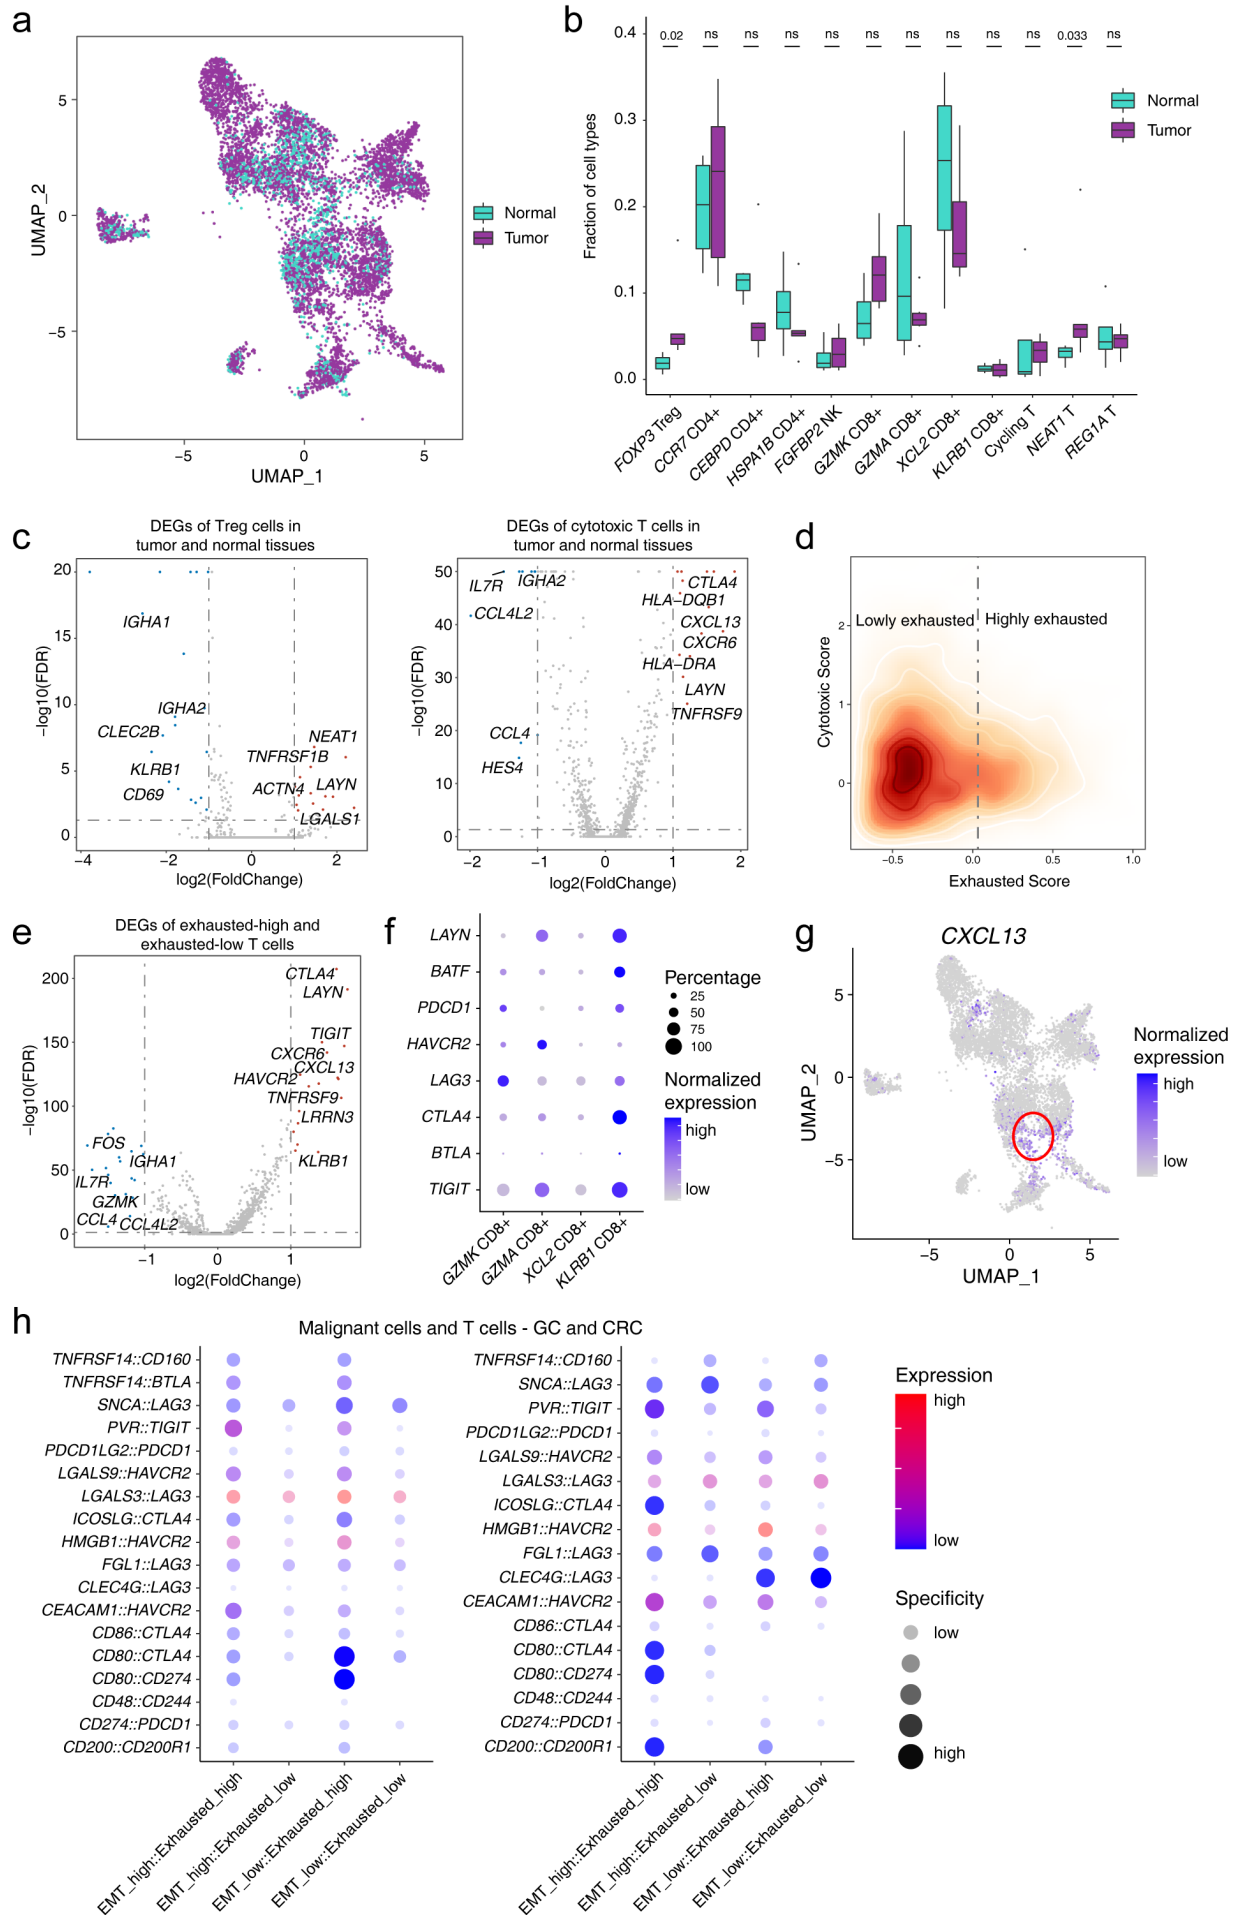 a
5
0
−5
UMAP_2
−5
0
5
UMAP_1
Normal
Tumor
b
0.4
0.3
0.2
0.1
0.0
Fraction of cell types
0.02
ns
ns
ns
ns
ns
ns
ns
ns
ns
0.033
ns
Normal
Tumor
FOXP3 Treg
CCR7 CD4+
CEBPD CD4+
HSPA1B CD4+
FGFBP2 NK
GZMK CD8+
GZMA CD8+
XCL2 CD8+
KLRB1 CD8+
Cycling T
NEAT1 T
REG1A T
c
DEGs of Treg cells in
tumor and normal tissues
20
15
10
5
0
−log10(FDR)
IGHA1
IGHA2
CLEC2B
KLRB1
CD69
NEAT1
TNFRSF1B
ACTN4
LAYN
LGALS1
−4
−2
0
2
log2(FoldChange)
DEGs of cytotoxic T cells in
tumor and normal tissues
50
40
30
20
10
0
−log10(FDR)
IL7R
IGHA2
CCL4L2
CCL4
HES4
CTLA4
HLA−DQB1
CXCL13
CXCR6
HLA−DRA
LAYN
TNFRSF9
−2
−1
0
1
2
log2(FoldChange)
d
Cytotoxic Score
2
1
0
Lowly exhausted
Highly exhausted
−0.5
0.0
0.5
1.0
Exhausted Score
e
DEGs of exhausted-high and
exhausted-low T cells
200
150
100
50
0
−log10(FDR)
CTLA4
LAYN
TIGIT
CXCR6
CXCL13
HAVCR2
TNFRSF9
LRRN3
KLRB1
FOS
IGHA1
IL7R
GZMK
CCL4
CCL4L2
−1
0
1
log2(FoldChange)
f
LAYN
BATF
PDCD1
HAVCR2
LAG3
CTLA4
BTLA
TIGIT
GZMK CD8+
GZMA CD8+
XCL2 CD8+
KLRB1 CD8+
Percentage
25
50
75
100
Normalized
expression
high
low
g
CXCL13
5
0
−5
UMAP_2
−5
0
5
UMAP_1
Normalized
expression
high
low
h
Malignant cells and T cells - GC and CRC
TNFRSF14::CD160
TNFRSF14::BTLA
SNCA::LAG3
PVR::TIGIT
PDCD1LG2::PDCD1
LGALS9::HAVCR2
LGALS3::LAG3
ICOSLG::CTLA4
HMGB1::HAVCR2
FGL1::LAG3
CLEC4G::LAG3
CEACAM1::HAVCR2
CD86::CTLA4
CD80::CTLA4
CD80::CD274
CD48::CD244
CD274::PDCD1
CD200::CD200R1
EMT_high::Exhausted_high
EMT_high::Exhausted_low
EMT_low::Exhausted_high
EMT_low::Exhausted_low
TNFRSF14::CD160
SNCA::LAG3
PVR::TIGIT
PDCD1LG2::PDCD1
LGALS9::HAVCR2
LGALS3::LAG3
ICOSLG::CTLA4
HMGB1::HAVCR2
FGL1::LAG3
CLEC4G::LAG3
CEACAM1::HAVCR2
CD86::CTLA4
CD80::CTLA4
CD80::CD274
CD48::CD244
CD274::PDCD1
CD200::CD200R1
EMT_high::Exhausted_high
EMT_high::Exhausted_low
EMT_low::Exhausted_high
EMT_low::Exhausted_low
Expression
high
low
Specificity
low
high